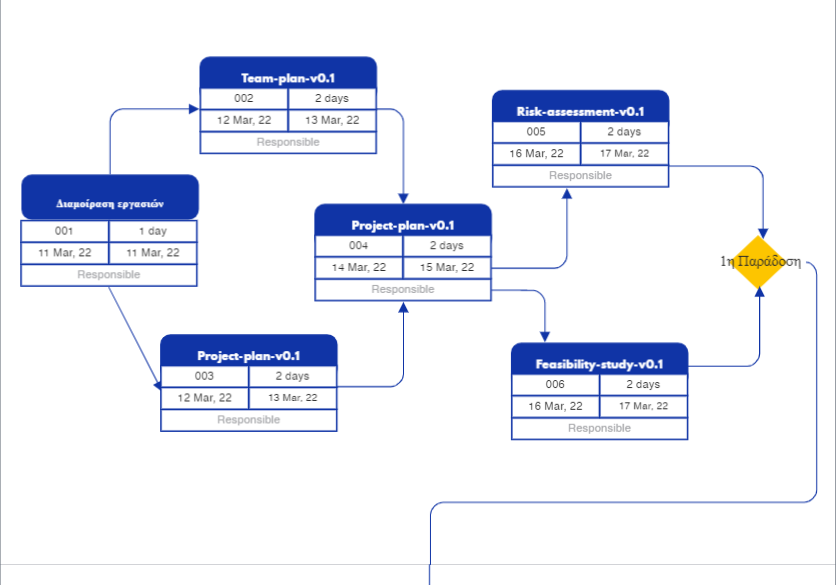 Team-plan-v0.1
002 2 days
12 Mar, 22 13 Mar, 22
Responsible
Risk-assessment-v0.1
005 2 days
16 Mar, 22 17 Mar, 22
Responsible
Διαμοίραση εργασιών
001 1 day
11 Mar, 22 11 Mar, 22
Responsible
Project-plan-v0.1
004 2 days
14 Mar, 22 15 Mar, 22
Responsible
1η Παράδοση
Project-plan-v0.1
003 2 days
12 Mar, 22 13 Mar, 22
Responsible
Feasibility-study-v0.1
006 2 days
16 Mar, 22 17 Mar, 22
Responsible